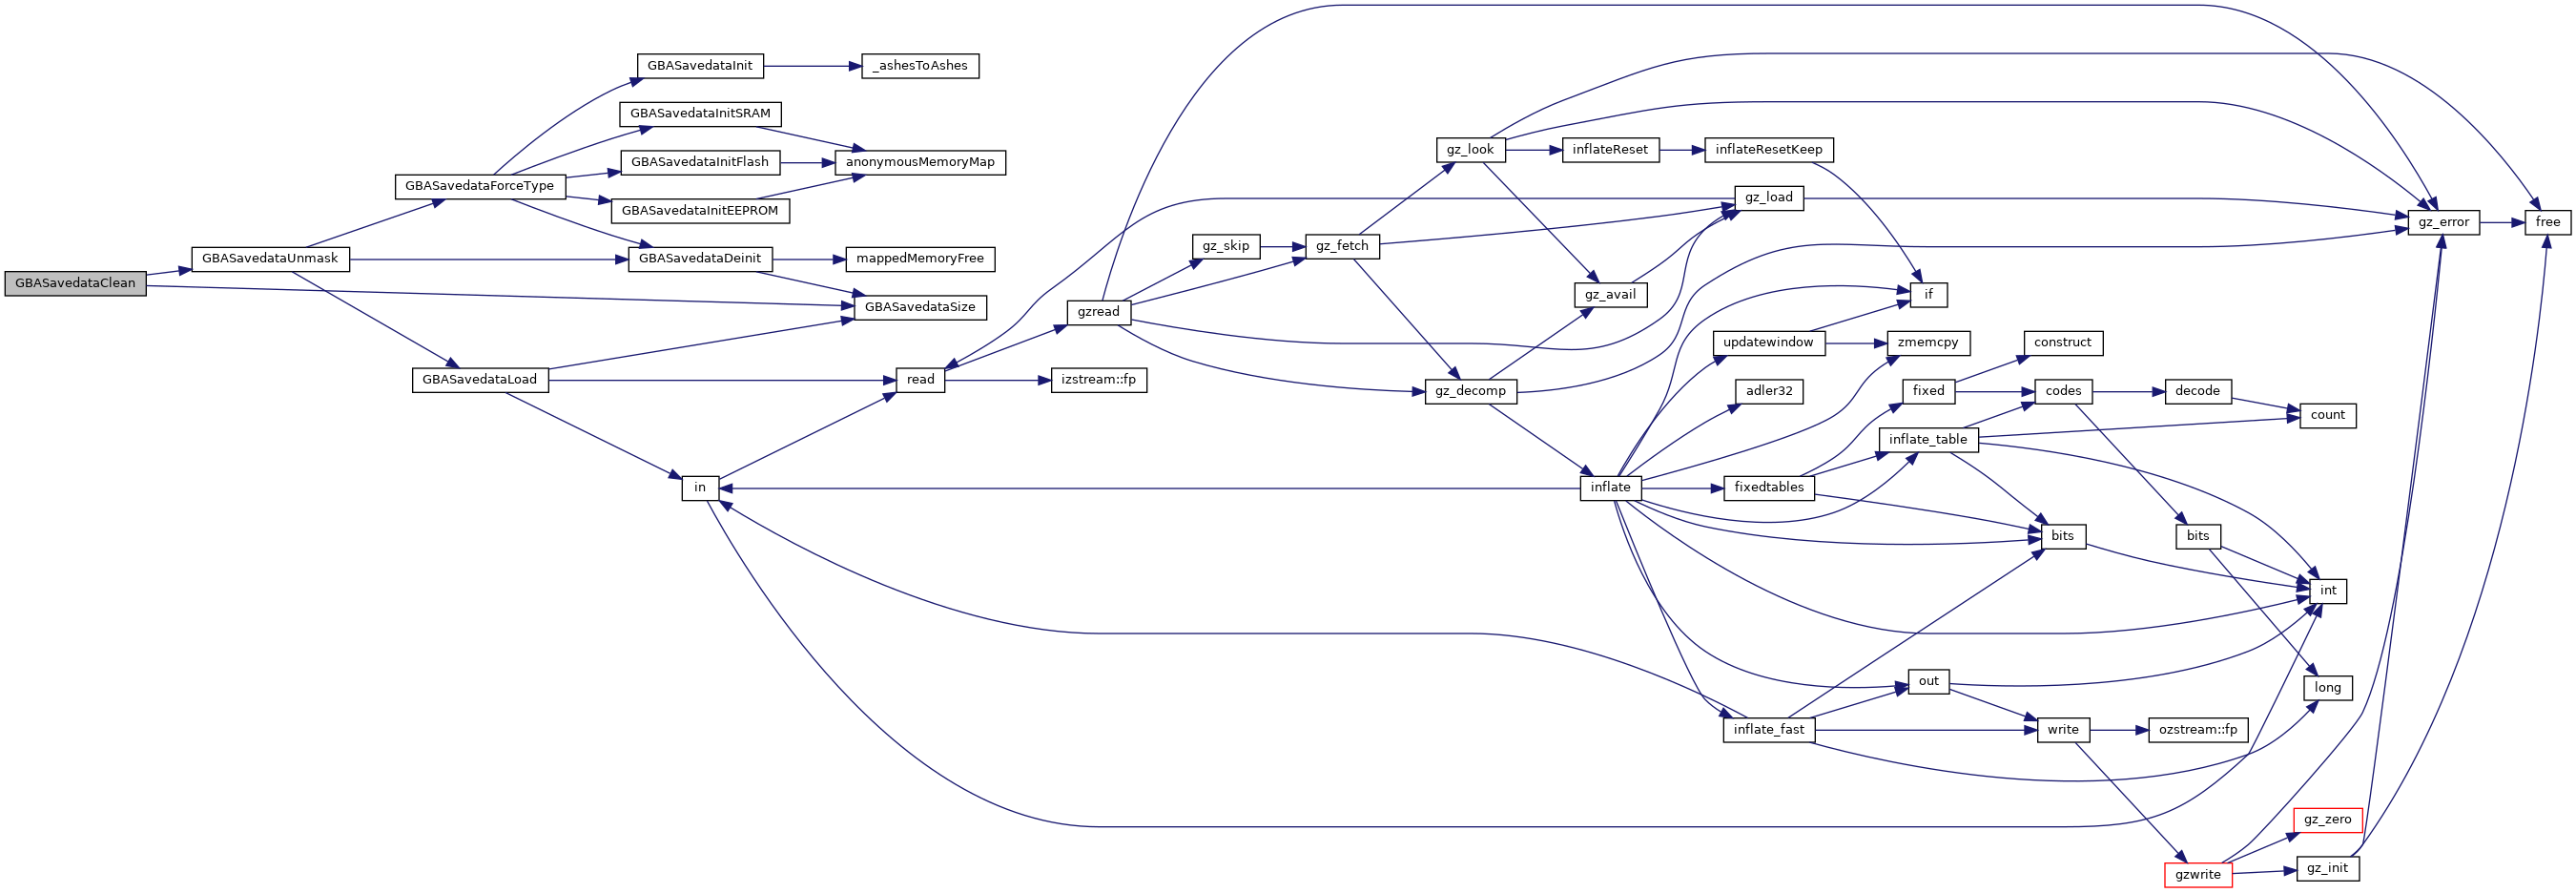 GBASavedataClean
GBASavedataUnmask
GBASavedataForceType
GBASavedataLoad
GBASavedataInit
GBASavedataInitSRAM
GBASavedataInitFlash
GBASavedataInitEEPROM
GBASavedataDeinit
in
_ashesToAshes
anonymousMemoryMap
mappedMemoryFree
GBASavedataSize
read
gzread
izstream::fp
gz_skip
gz_fetch
gz_look
gz_decomp
inflateReset
gz_avail
inflate
inflateResetKeep
gz_load
updatewindow
adler32
fixedtables
inflate_fast
if
zmemcpy
fixed
inflate_table
out
construct
codes
bits
write
decode
bits
ozstream::fp
gzwrite
count
int
long
gz_zero
gz_init
gz_error
free